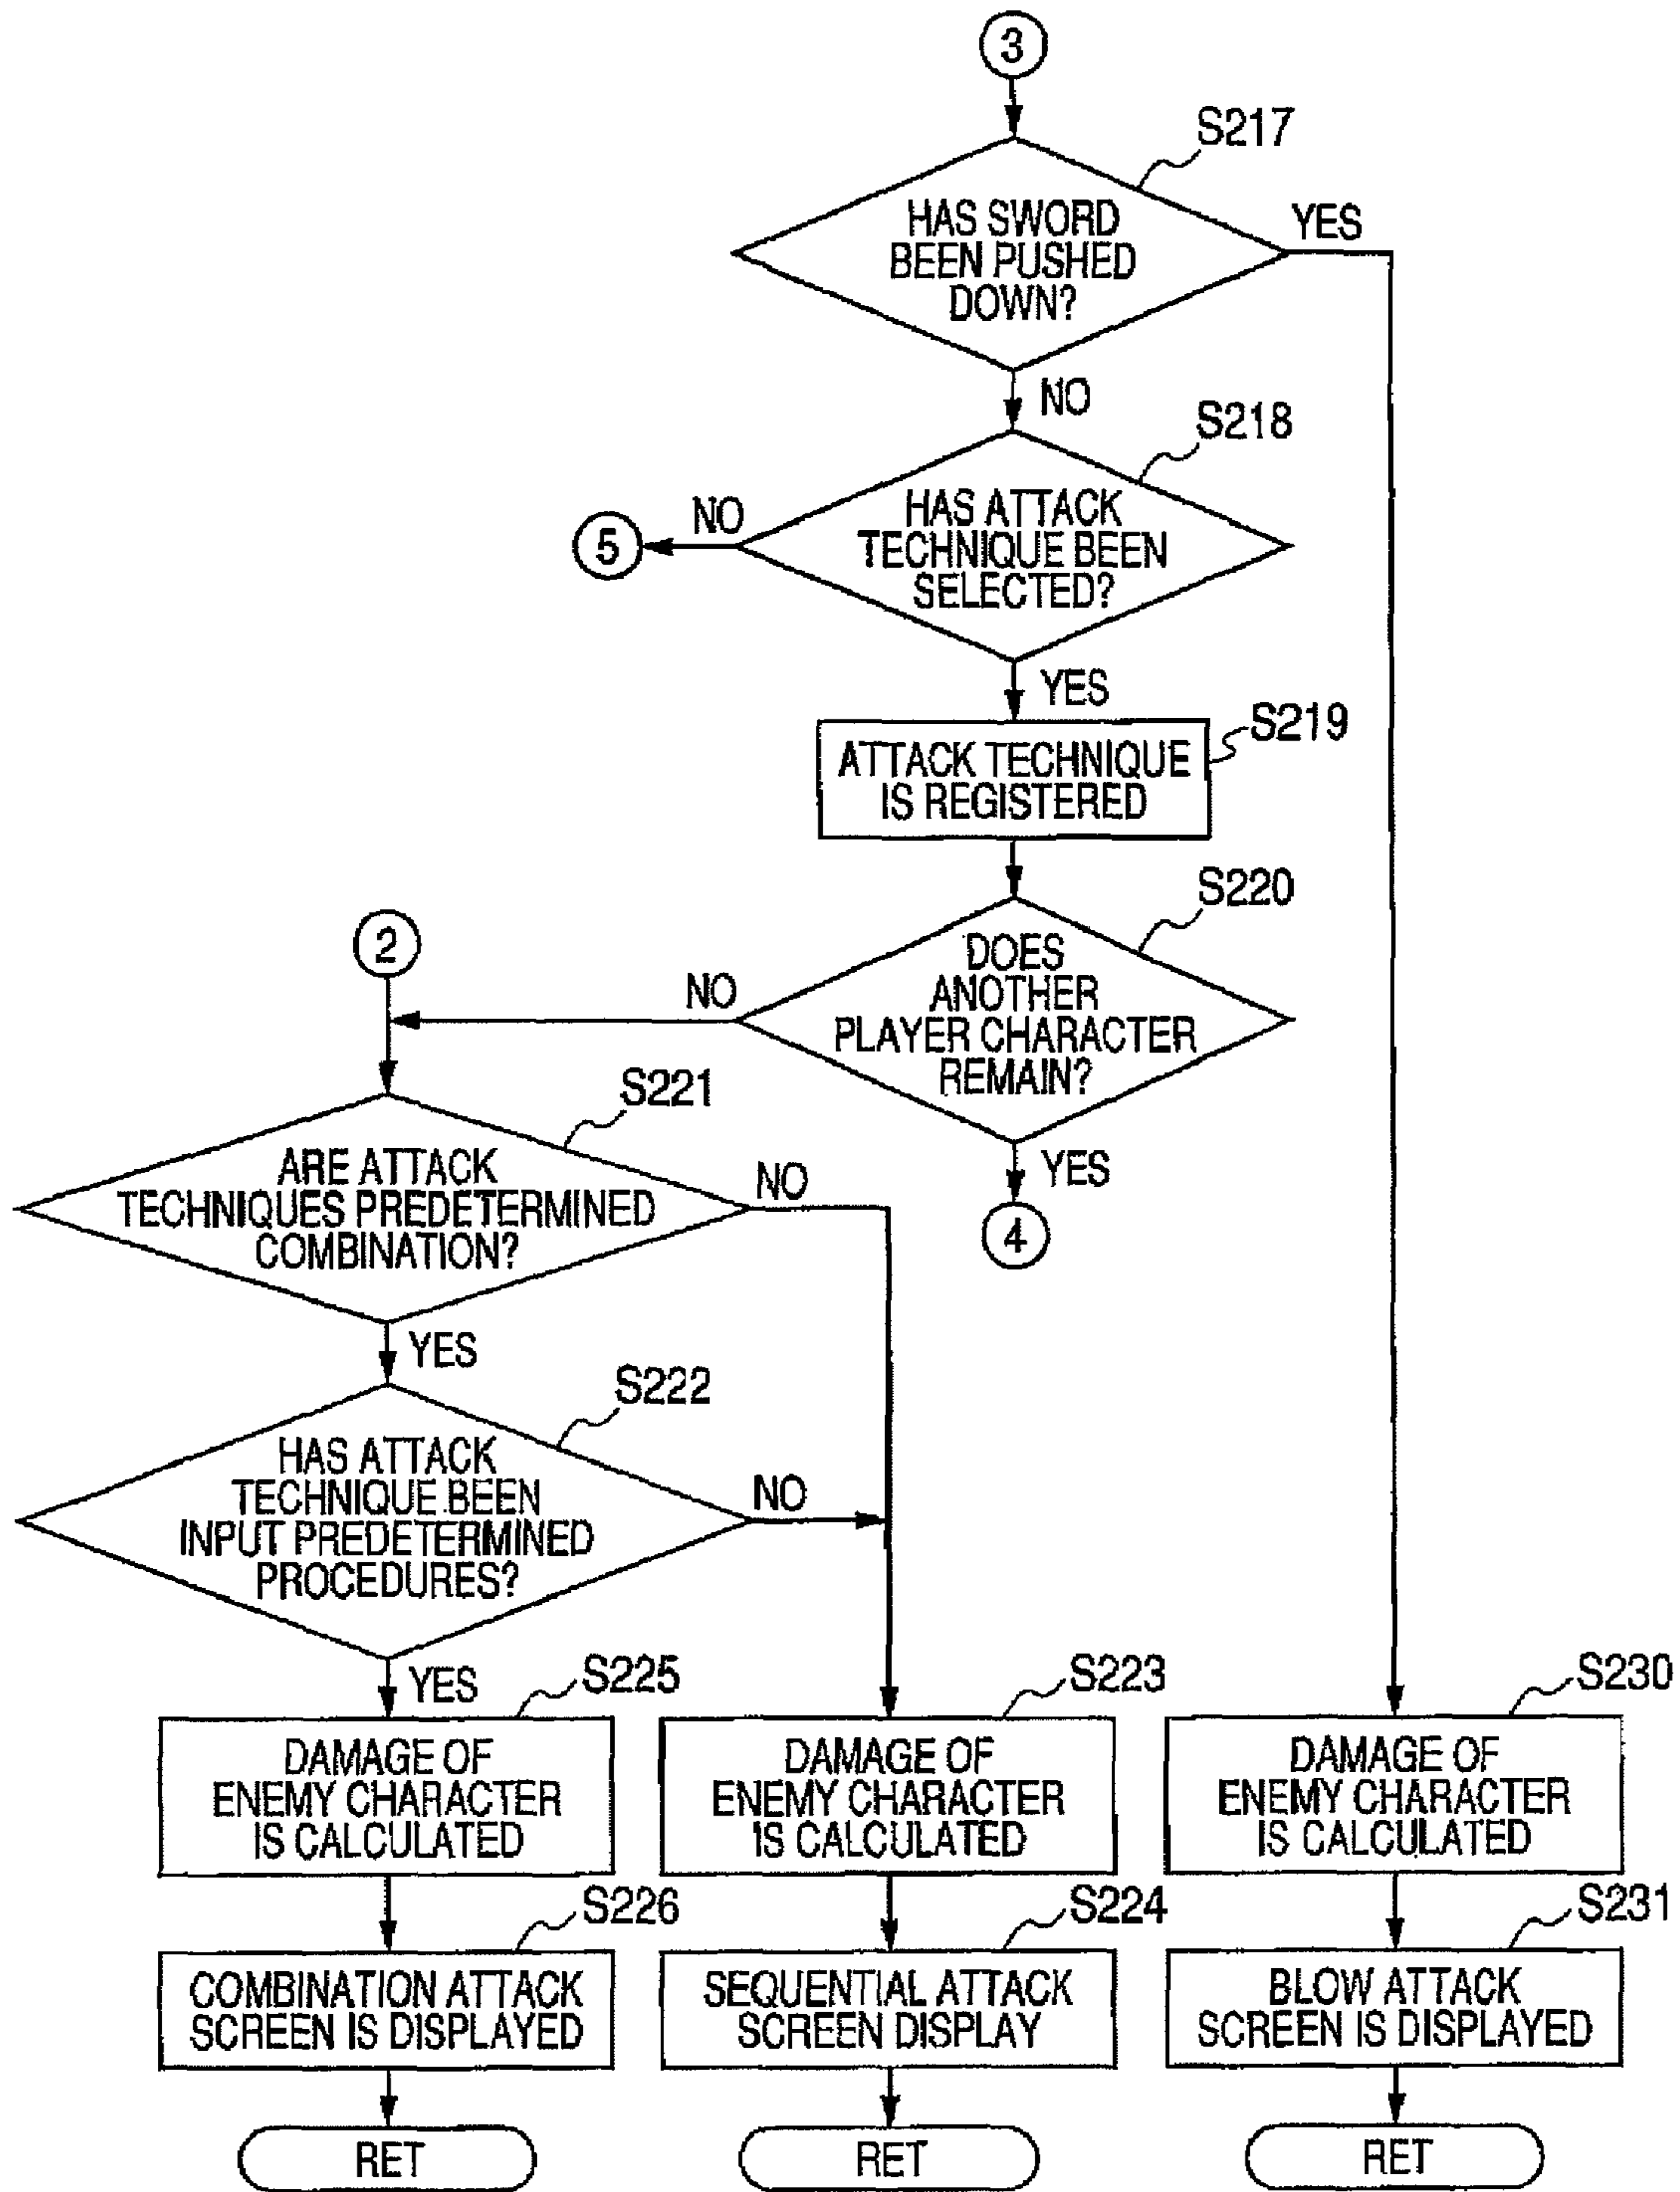 3
S217
HAS SWORD
BEEN PUSHED
DOWN?
YES
NO
S218
HAS ATTACK
TECHNIQUE BEEN
SELECTED?
NO
5
YES
S219
ATTACK TECHNIQUE
IS REGISTERED
S220
DOES
ANOTHER
PLAYER CHARACTER
REMAIN?
NO
2
YES
4
S221
ARE ATTACK
TECHNIQUES PREDETERMINED
COMBINATION?
NO
YES
S222
HAS ATTACK
TECHNIQUE BEEN
INPUT PREDETERMINED
PROCEDURES?
NO
YES
S225
DAMAGE OF
ENEMY CHARACTER
IS CALCULATED
S226
COMBINATION ATTACK
SCREEN IS DISPLAYED
RET
S223
DAMAGE OF
ENEMY CHARACTER
IS CALCULATED
S224
SEQUENTIAL ATTACK
SCREEN DISPLAY
RET
S230
DAMAGE OF
ENEMY CHARACTER
IS CALCULATED
S231
BLOW ATTACK
SCREEN IS DISPLAYED
RET